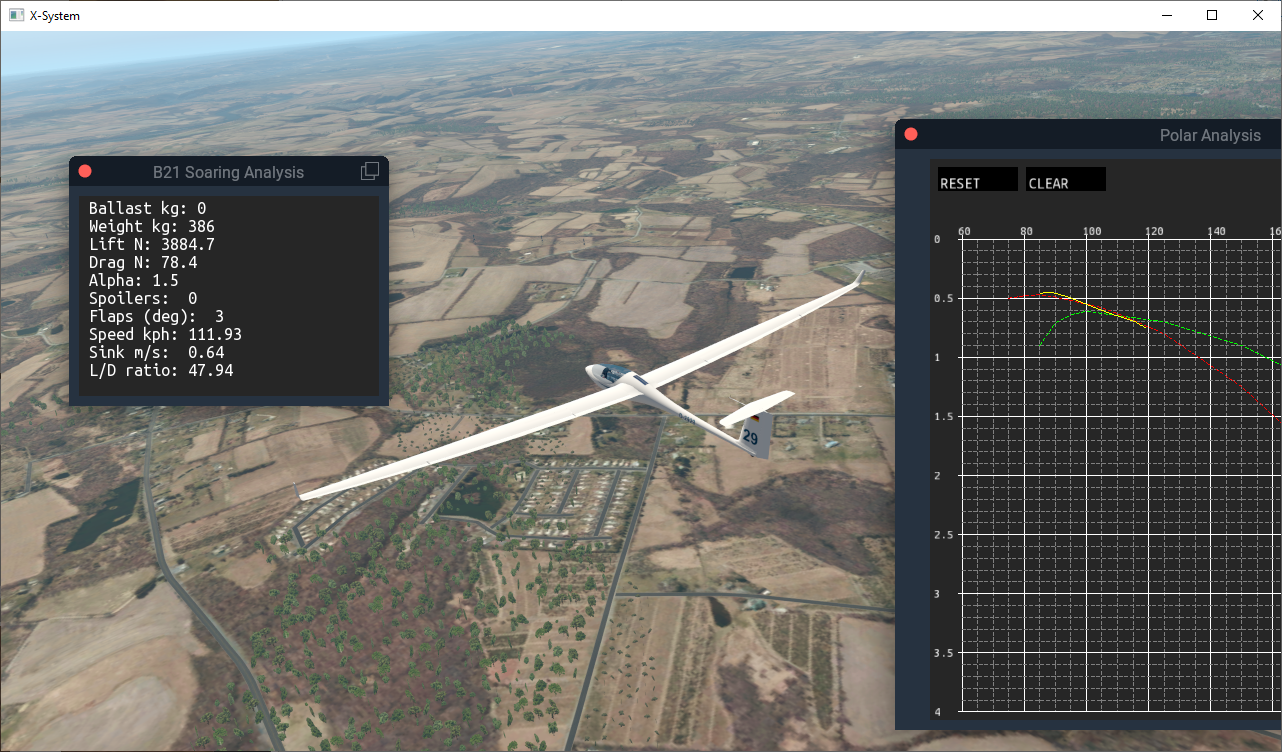 X-System
B21 Soaring Analysis
Ballast kg: 0
Weight kg: 386
Lift N: 3884.7
Drag N: 78.4
Alpha: 1.5
Spoilers: 0
Flaps (deg): 3
Speed kph: 111.93
Sink m/s: 0.64
L/D ratio: 47.94
29
Polar Analysis
RESET CLEAR
60 80 100 120 140 16
0
0.5
1
1.5
2
2.5
3
3.5
4